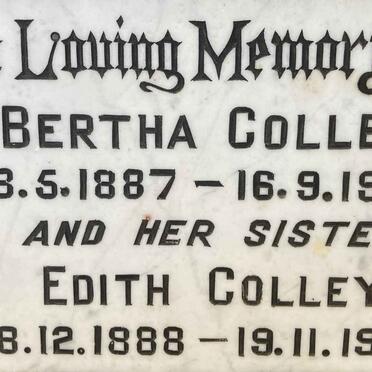 Loving Memor
BERTHA COLLE
3.5.1887 – 16.9.19
AND HER SISTE
EDITH COLLEY
8.12.1888 – 19.11.19